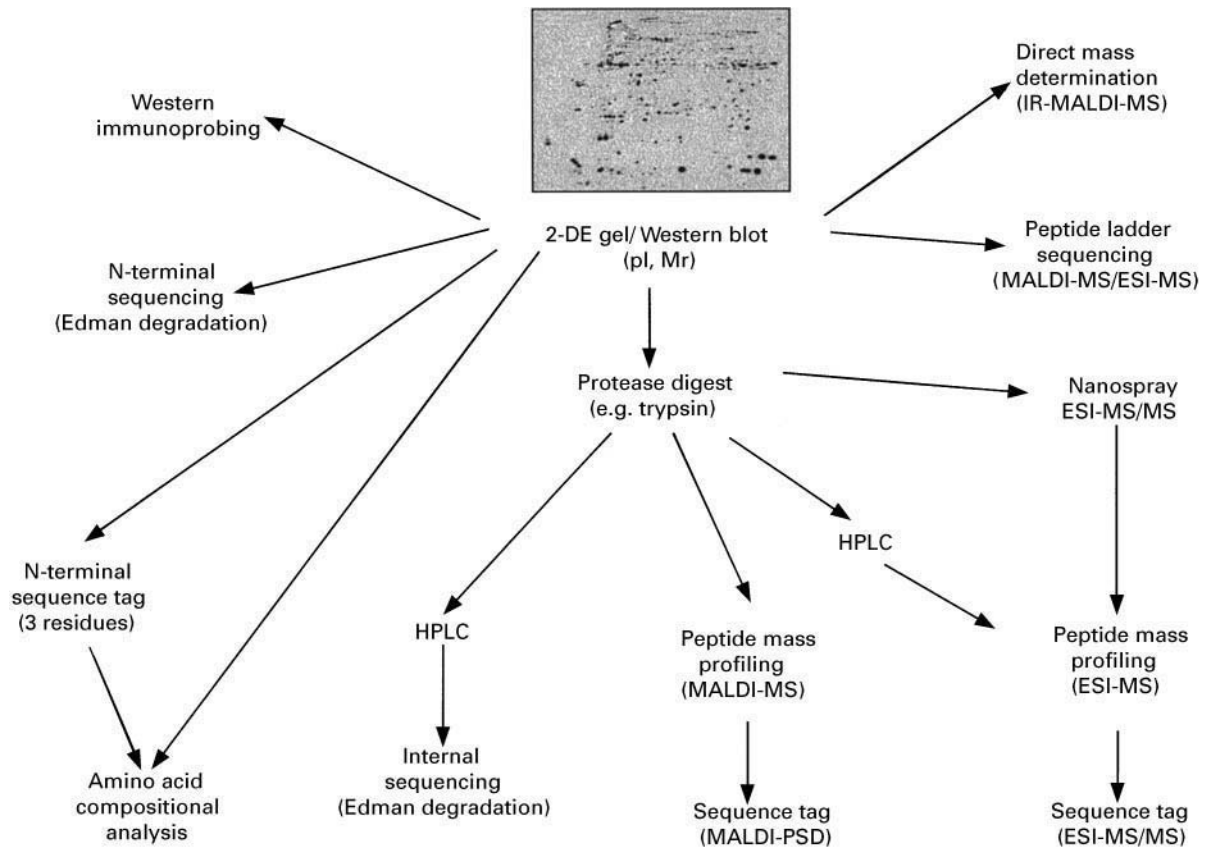 Direct mass
determination
(IR-MALDI-MS)
Western
immunoprobing
2-DE gel/Western blot
(pI, Mr)
Peptide ladder
sequencing
(MALDI-MS/ESI-MS)
N-terminal
sequencing
(Edman degradation)
Protease digest
(e.g. trypsin)
Nanospray
ESI-MS/MS
HPLC
N-terminal
sequence tag
(3 residues)
HPLC
Peptide mass
profiling
(MALDI-MS)
Peptide mass
profiling
(ESI-MS)
Amino acid
compositional
analysis
Internal
sequencing
(Edman degradation)
Sequence tag
(MALDI-PSD)
Sequence tag
(ESI-MS/MS)